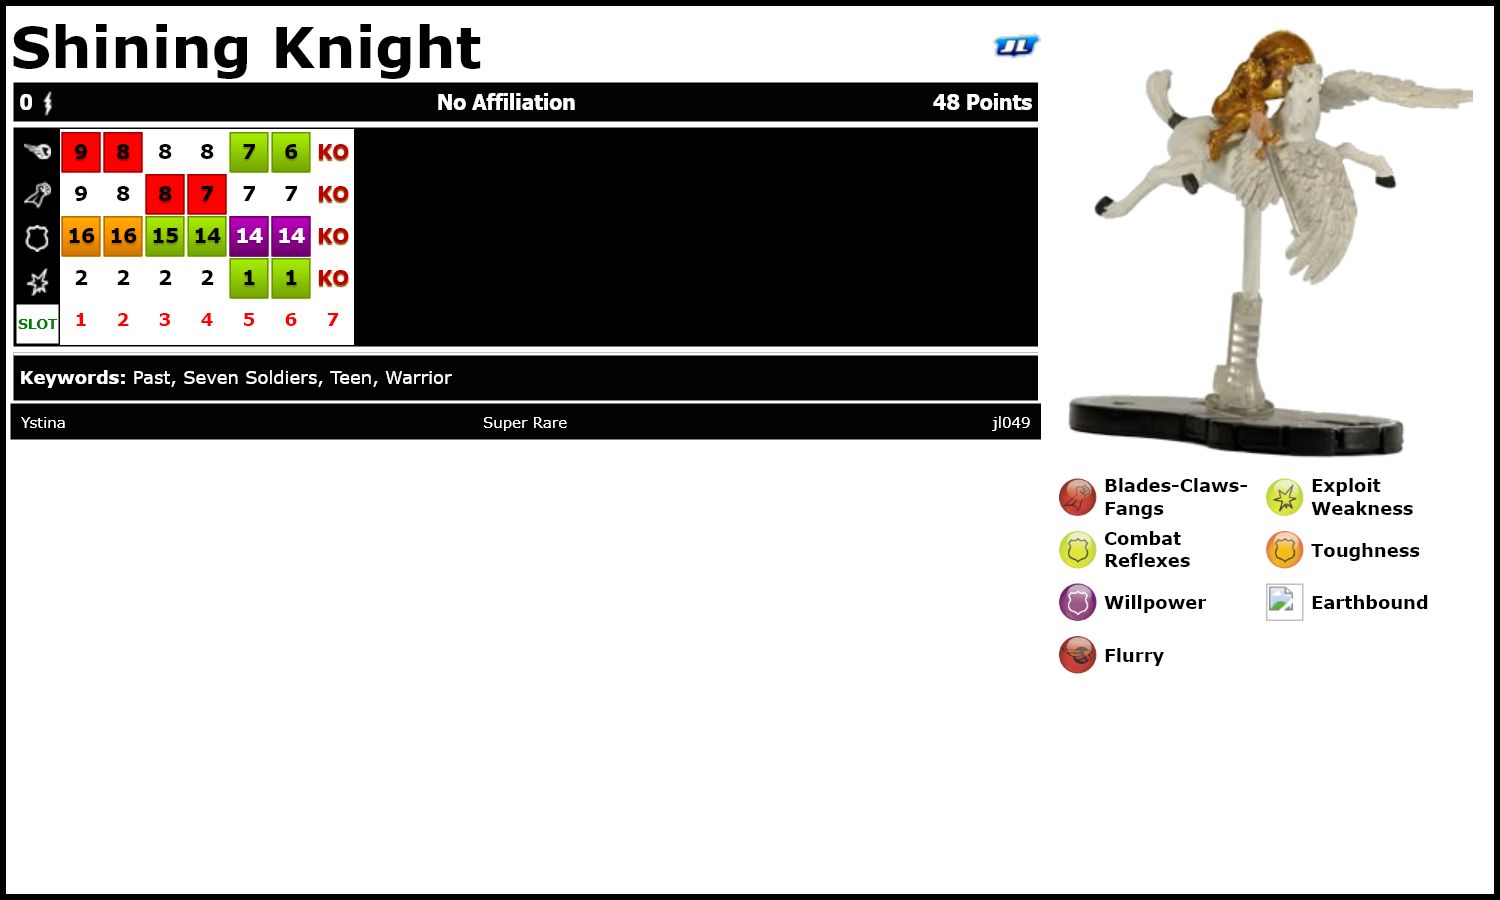 Shining Knight
JL
0 No Affiliation 48 Points
9 8 8 8 7 6 KO
9 8 8 7 7 7 KO
16 16 15 14 14 14 KO
2 2 2 2 1 1 KO
SLOT 1 2 3 4 5 6 7
Keywords: Past, Seven Soldiers, Teen, Warrior
Ystina Super Rare jl049
Blades-Claws-
Fangs
Exploit
Weakness
Combat
Reflexes
Toughness
Willpower
Earthbound
Flurry